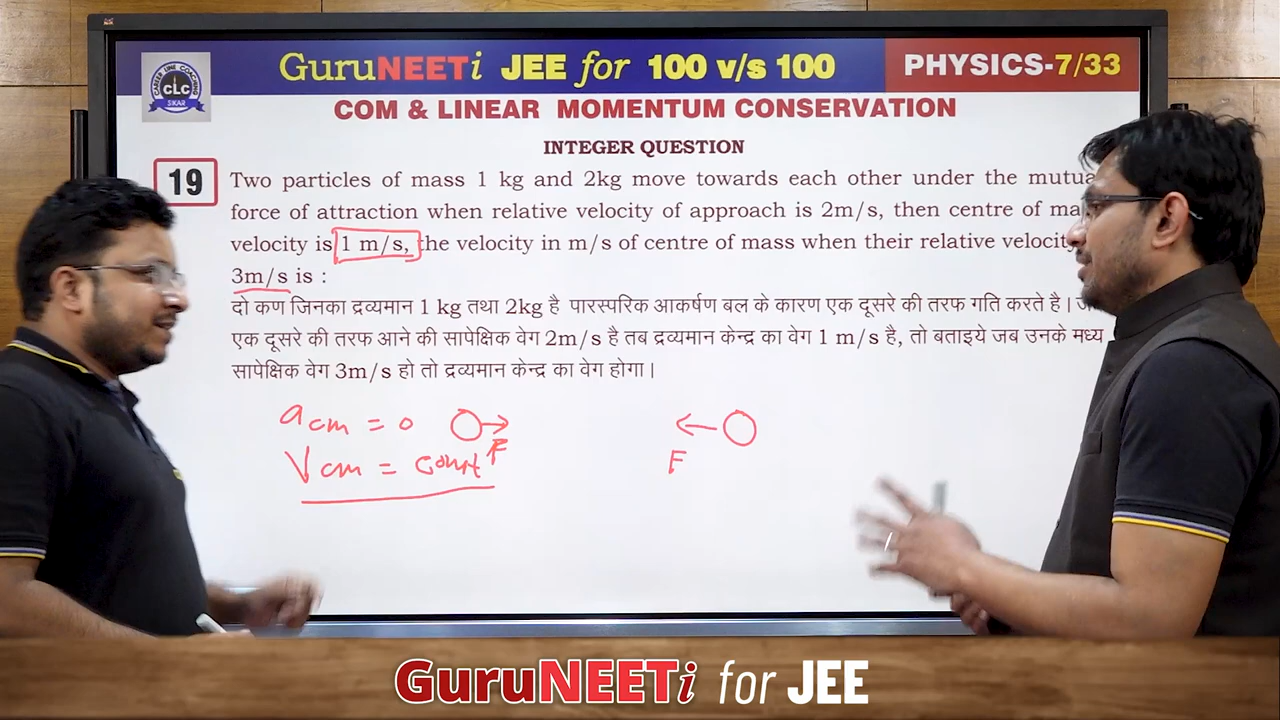 GuruNEETi JEE for 100 v/s 100
PHYSICS-7/33
CAREER LINE COACHING
CLC
SIKAR
COM & LINEAR MOMENTUM CONSERVATION
INTEGER QUESTION
19
Two particles of mass 1 kg and 2kg move towards each other under the mutua
force of attraction when relative velocity of approach is 2m/s, then centre of ma
velocity is 1 m/s, the velocity in m/s of centre of mass when their relative velocit
3m/s is :
दो कण जिनका द्रव्यमान 1 kg तथा 2kg है पारस्परिक आकर्षण बल के कारण एक दूसरे की तरफ गति करते है।
एक दूसरे की तरफ आने की सापेक्षिक वेग 2m/s है तब द्रव्यमान केन्द्र का वेग 1 m/s है, तो बताइये जब उनके मध्य
सापेक्षिक वेग 3m/s हो तो द्रव्यमान केन्द्र का वेग होगा।
acm = 0
Vcm = const
F
F
GuruNEETi for JEE